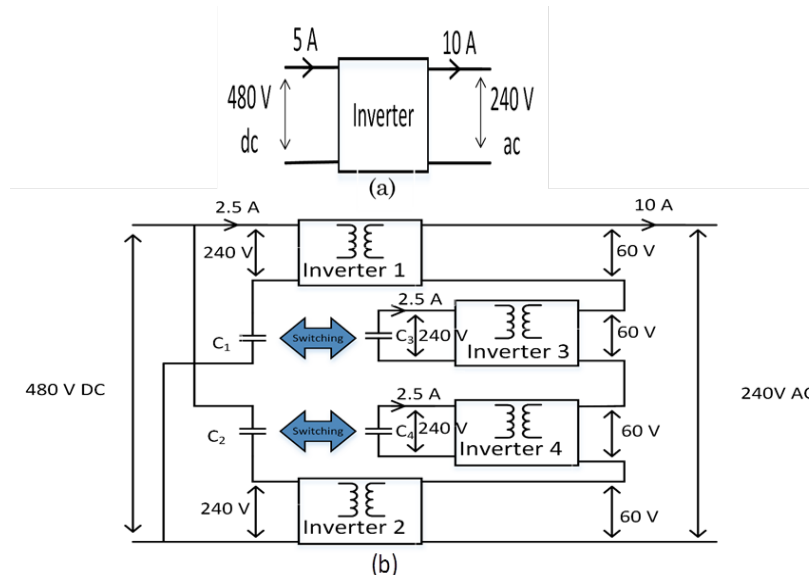 5 A
10 A
480 V
dc
Inverter
240 V
ac
(a)
2.5 A
10 A
240 V
Inverter 1
60 V
2.5 A
C1
Switching
C3
240 V
Inverter 3
60 V
480 V DC
240V AC
2.5 A
C2
Switching
C4
240 V
Inverter 4
60 V
240 V
Inverter 2
60 V
(b)